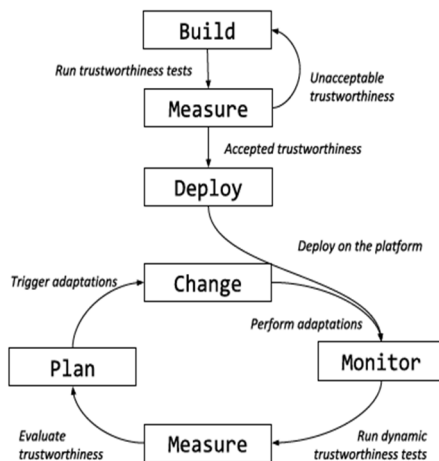 Build
Run trustworthiness tests
Unacceptable
trustworthiness
Measure
Accepted trustworthiness
Deploy
Deploy on the platform
Trigger adaptations
Change
Perform adaptations
Plan
Monitor
Evaluate
trustworthiness
Measure
Run dynamic
trustworthiness tests